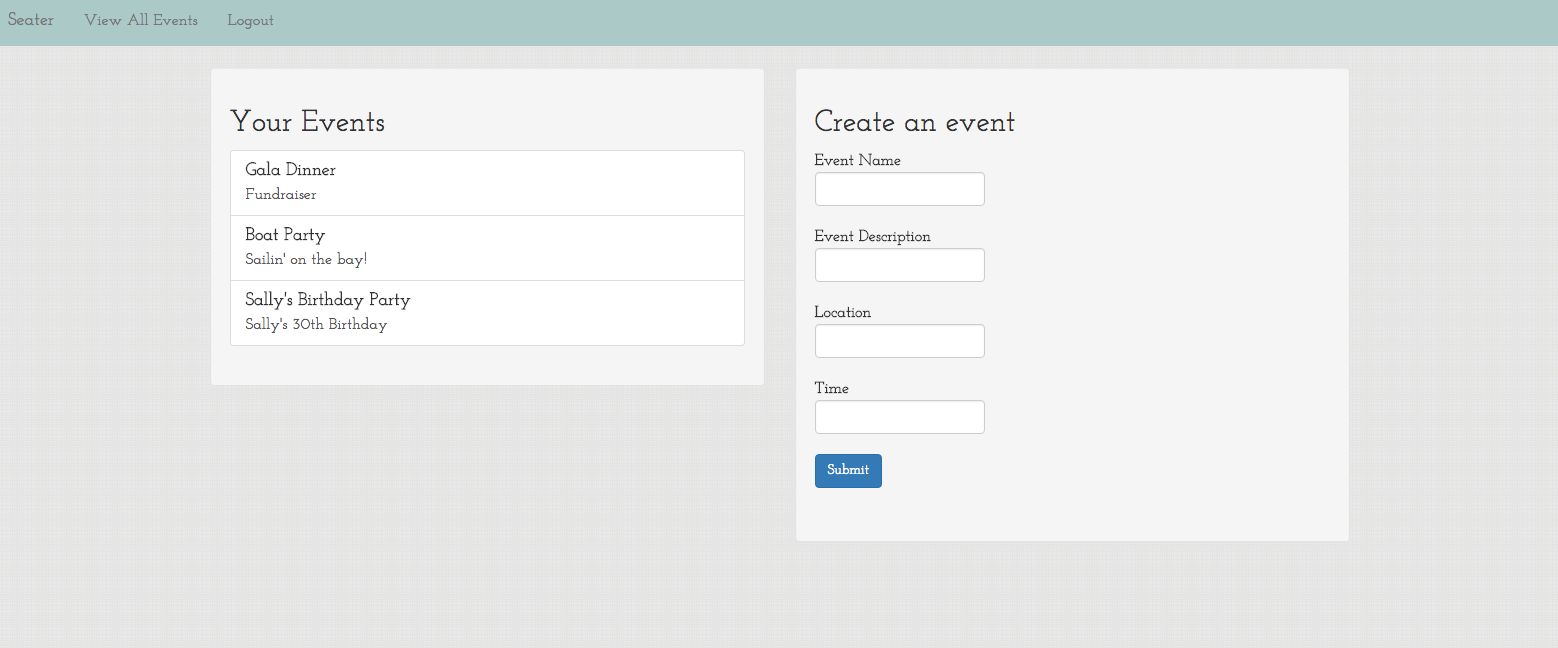 Seater View All Events Logout
Your Events
Gala Dinner
Fundraiser
Boat Party
Sailin' on the bay!
Sally's Birthday Party
Sally's 30th Birthday
Create an event
Event Name
Event Description
Location
Time
Submit